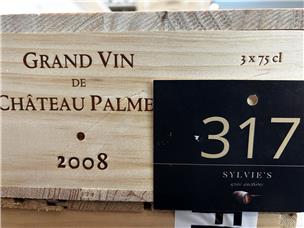 GRAND VIN
DE
CHÂTEAU PALME
2008
3 x 75 cl
317
SYLVIE'S